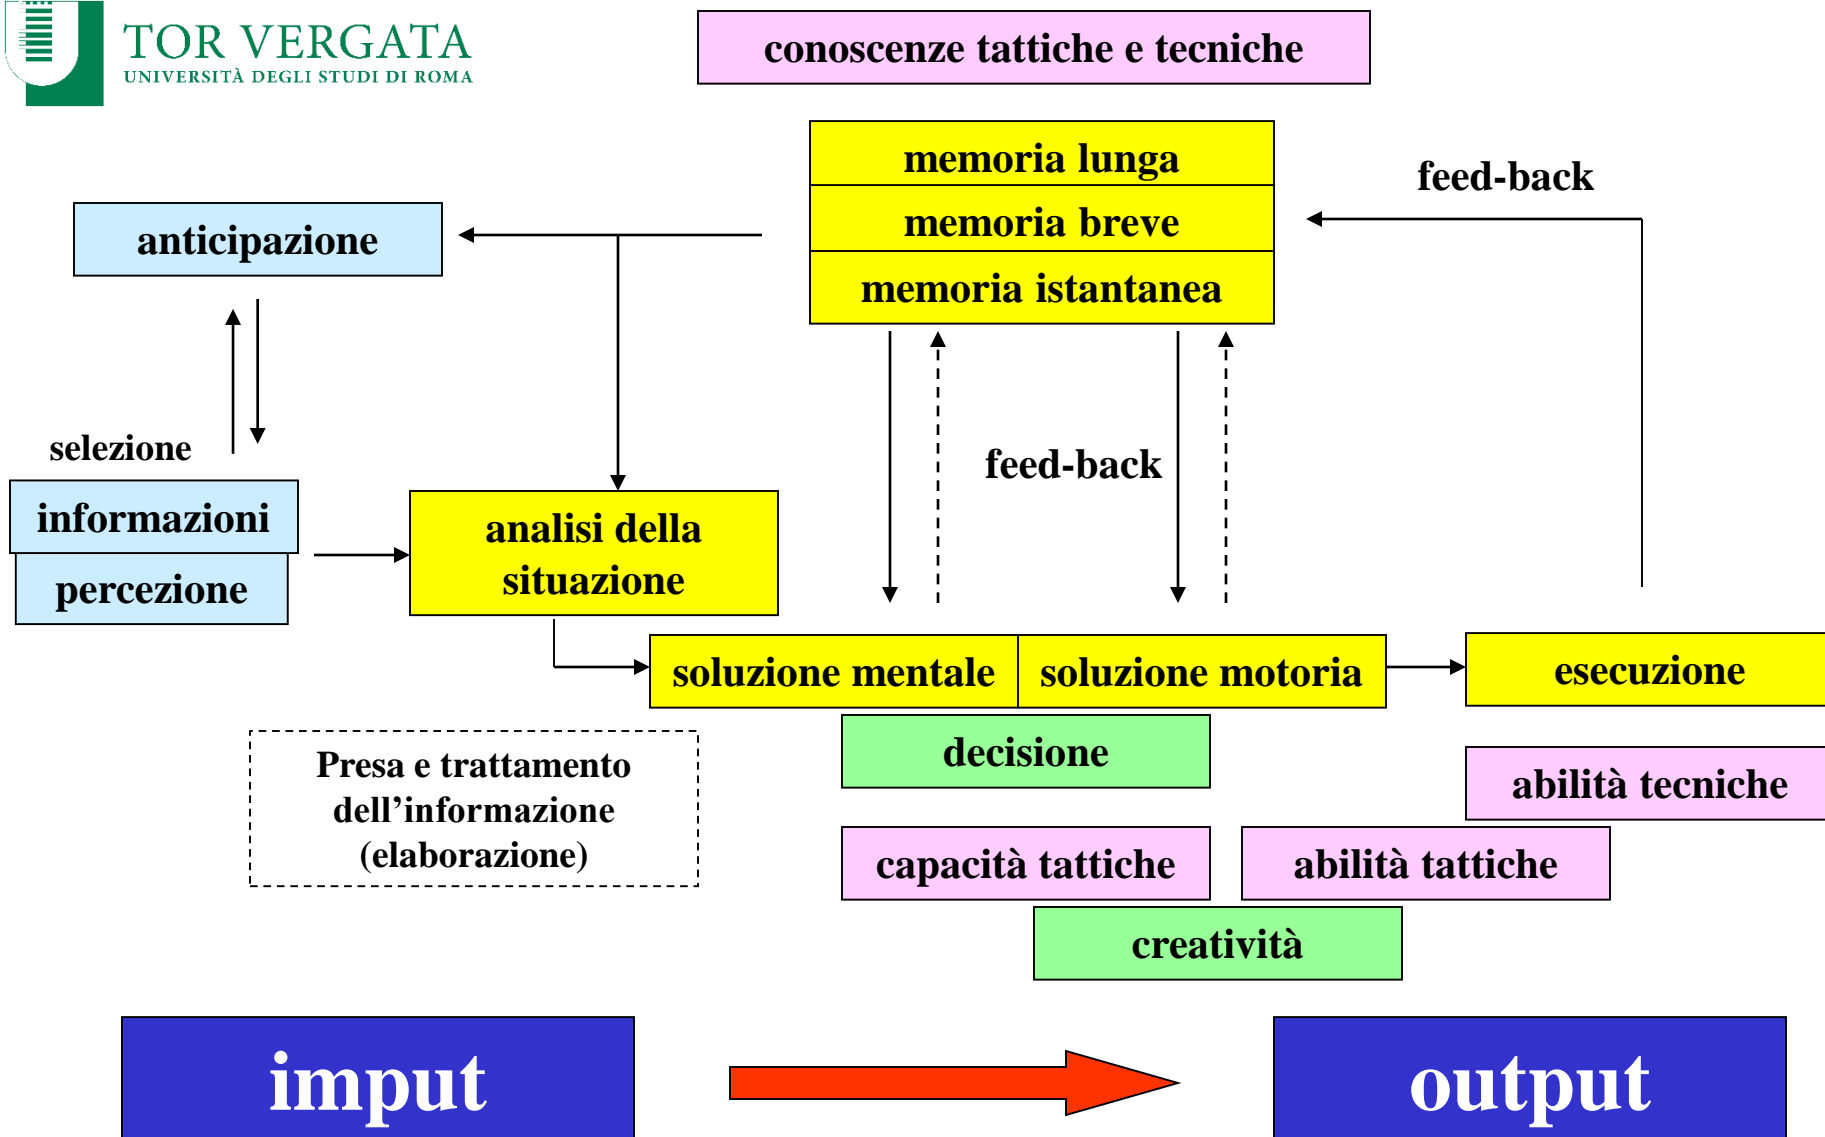 TOR VERGATA
UNIVERSITÀ DEGLI STUDI DI ROMA
conoscenze tattiche e tecniche
memoria lunga
memoria breve
memoria istantanea
feed-back
anticipazione
selezione
informazioni
percezione
analisi della
situazione
feed-back
soluzione mentale
soluzione motoria
esecuzione
decisione
Presa e trattamento
dell’informazione
(elaborazione)
abilità tecniche
capacità tattiche
abilità tattiche
creatività
imput
output